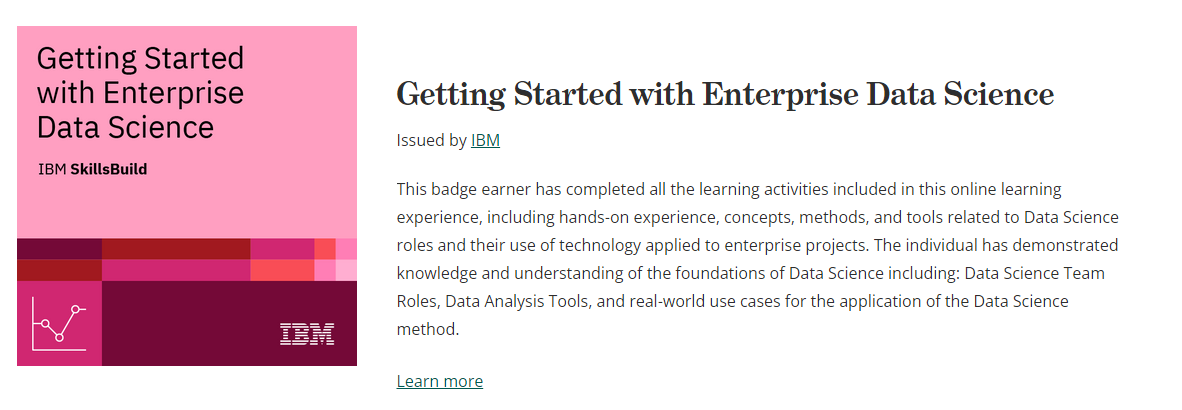 Getting Started
with Enterprise
Data Science
IBM SkillsBuild
IBM
Getting Started with Enterprise Data Science
Issued by IBM
This badge earner has completed all the learning activities included in this online learning
experience, including hands-on experience, concepts, methods, and tools related to Data Science
roles and their use of technology applied to enterprise projects. The individual has demonstrated
knowledge and understanding of the foundations of Data Science including: Data Science Team
Roles, Data Analysis Tools, and real-world use cases for the application of the Data Science
method.
Learn more